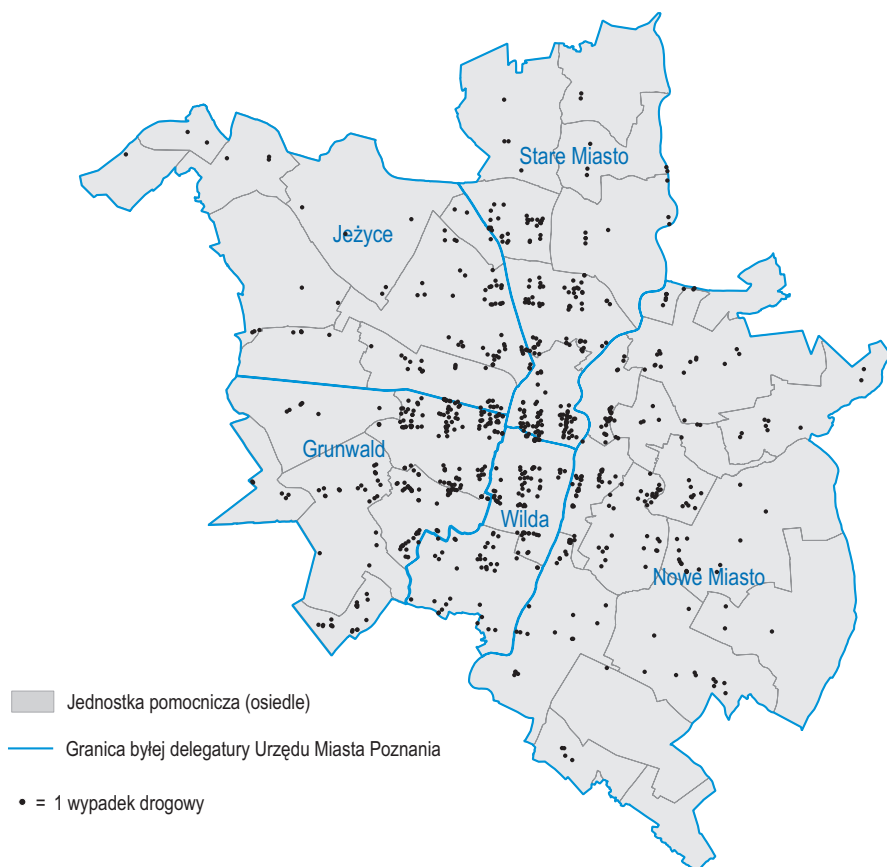 Stare Miasto
Jeżyce
Grunwald
Wilda
Nowe Miasto
Jednostka pomocnicza (osiedle)
Granica byłej delegatury Urzędu Miasta Poznania
• = 1 wypadek drogowy